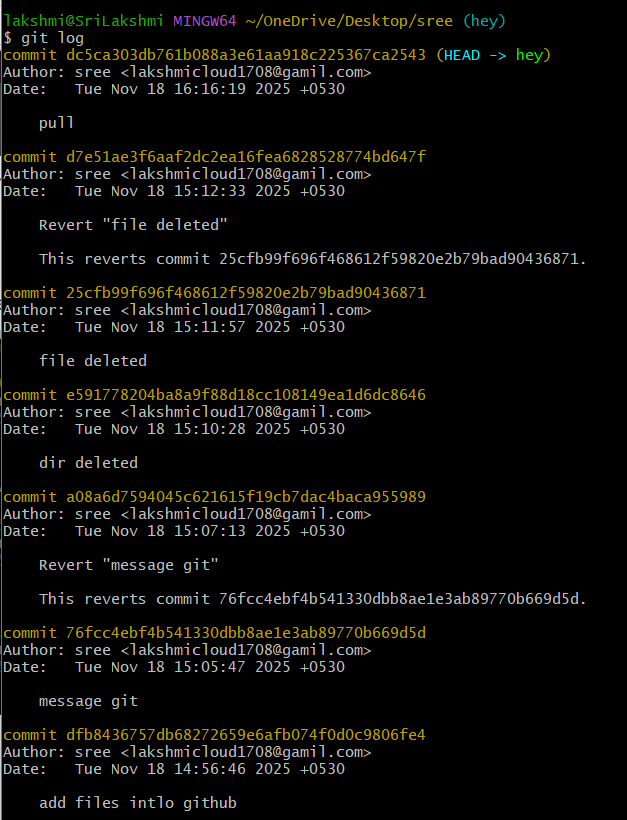 lakshmi@SriLakshmi MINGW64 ~/OneDrive/Desktop/sree (hey)
$ git log
commit dc5ca303db761b088a3e61aa918c225367ca2543 (HEAD -> hey)
Author: sree <lakshmicloud1708@gamil.com>
Date:   Tue Nov 18 16:16:19 2025 +0530

    pull

commit d7e51ae3f6aaf2dc2ea16fea6828528774bd647f
Author: sree <lakshmicloud1708@gamil.com>
Date:   Tue Nov 18 15:12:33 2025 +0530

    Revert "file deleted"

    This reverts commit 25cfb99f696f468612f59820e2b79bad90436871.

commit 25cfb99f696f468612f59820e2b79bad90436871
Author: sree <lakshmicloud1708@gamil.com>
Date:   Tue Nov 18 15:11:57 2025 +0530

    file deleted

commit e591778204ba8a9f88d18cc108149ea1d6dc8646
Author: sree <lakshmicloud1708@gamil.com>
Date:   Tue Nov 18 15:10:28 2025 +0530

    dir deleted

commit a08a6d7594045c621615f19cb7dac4baca955989
Author: sree <lakshmicloud1708@gamil.com>
Date:   Tue Nov 18 15:07:13 2025 +0530

    Revert "message git"

    This reverts commit 76fcc4ebf4b541330dbb8ae1e3ab89770b669d5d.

commit 76fcc4ebf4b541330dbb8ae1e3ab89770b669d5d
Author: sree <lakshmicloud1708@gamil.com>
Date:   Tue Nov 18 15:05:47 2025 +0530

    message git

commit dfb8436757db68272659e6afb074f0d0c9806fe4
Author: sree <lakshmicloud1708@gamil.com>
Date:   Tue Nov 18 14:56:46 2025 +0530

    add files intlo github